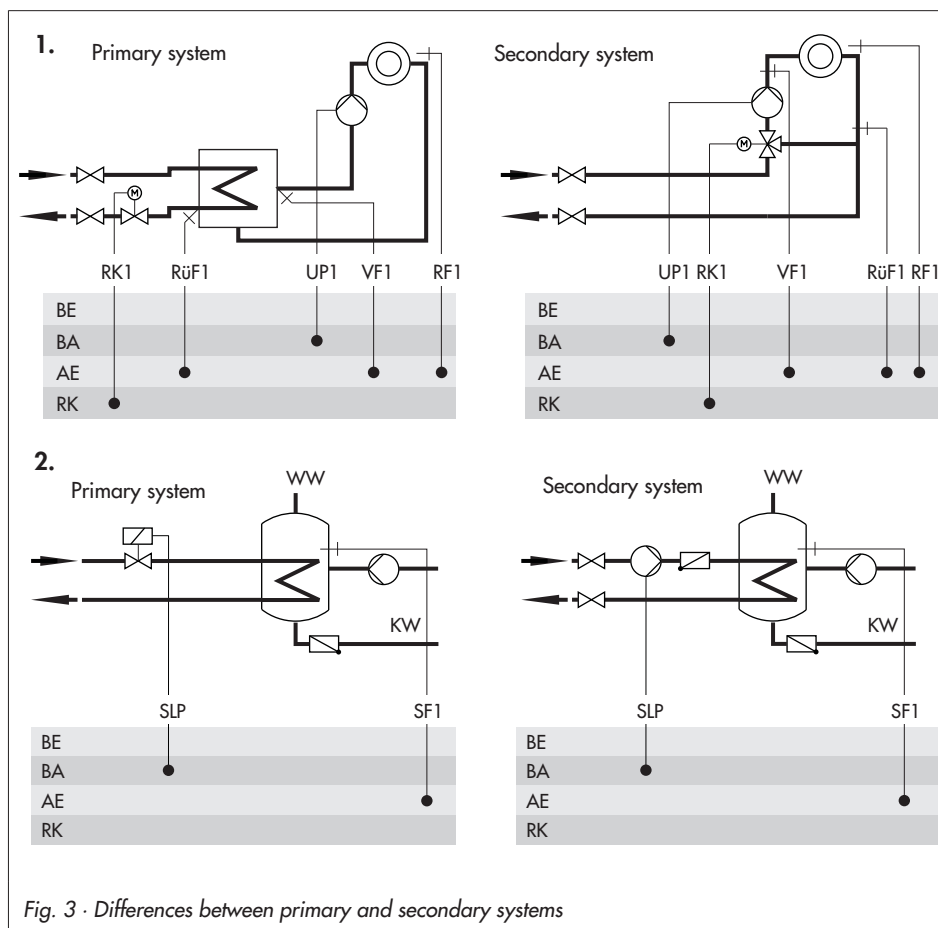 1.
Primary system
Secondary system
M
M
RK1 RüF1 UP1 VF1 RF1
UP1 RK1 VF1 RüF1 RF1
BE
BA
AE
RK
BE
BA
AE
RK
2.
Primary system
WW
KW
Secondary system
WW
KW
SLP SF1
SLP SF1
BE
BA
AE
RK
BE
BA
AE
RK
Fig. 3 · Differences between primary and secondary systems